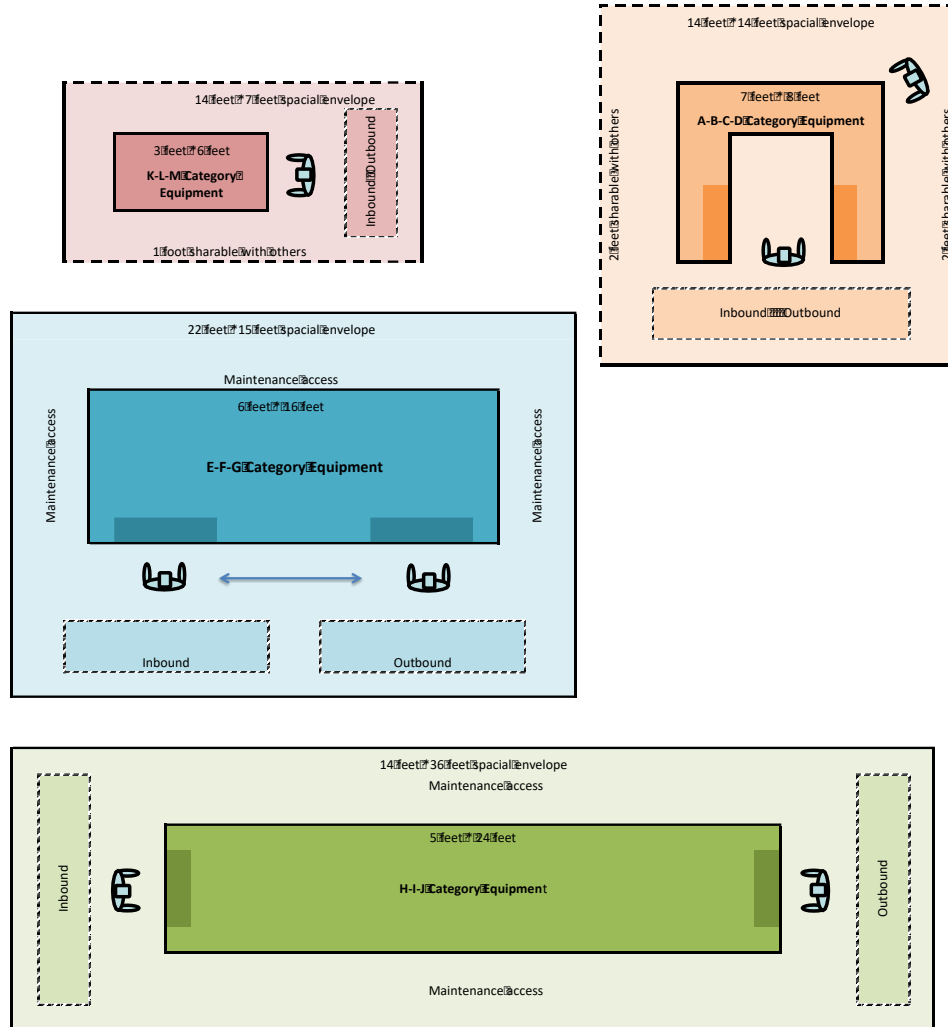 14 feet * 7 feet spacial envelope
3 feet * 6 feet
K-L-M Category
Equipment
Inbound Outbound
1 foot sharable with others
14 feet * 14 feet spacial envelope
7 feet * 8 feet
A-B-C-D Category Equipment
2 feet sharable with others
2 feet sharable with others
Inbound Outbound
22 feet * 15 feet spacial envelope
Maintenance access
6 feet * 16 feet
Maintenance access
E-F-G Category Equipment
Maintenance access
Inbound
Outbound
14 feet * 36 feet spacial envelope
Maintenance access
5 feet * 24 feet
Inbound
H-I-J Category Equipment
Outbound
Maintenance access